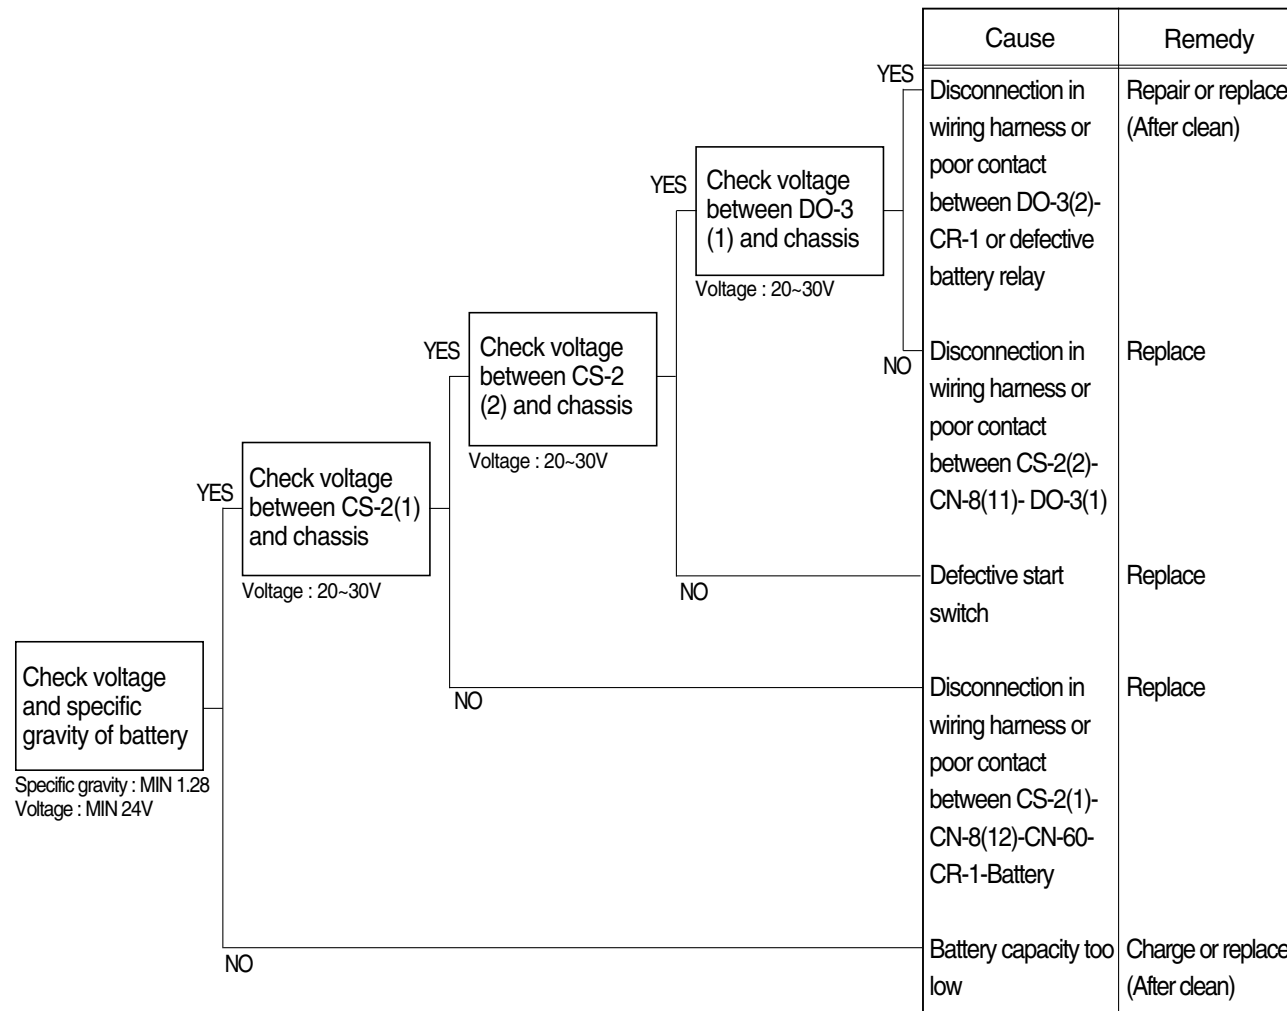 Cause
Remedy
YES
Disconnection in
wiring harness or
poor contact
between DO-3(2)-
CR-1 or defective
battery relay
Repair or replace
(After clean)
YES
Check voltage
between DO-3
(1) and chassis
Voltage : 20~30V
NO
Disconnection in
wiring harness or
poor contact
between CS-2(2)-
CN-8(11)- DO-3(1)
Replace
YES
Check voltage
between CS-2
(2) and chassis
Voltage : 20~30V
NO
Defective start
switch
Replace
YES
Check voltage
between CS-2(1)
and chassis
Voltage : 20~30V
NO
Disconnection in
wiring harness or
poor contact
between CS-2(1)-
CN-8(12)-CN-60-
CR-1-Battery
Replace
Check voltage
and specific
gravity of battery
Specific gravity : MIN 1.28
Voltage : MIN 24V
NO
Battery capacity too
low
Charge or replace
(After clean)